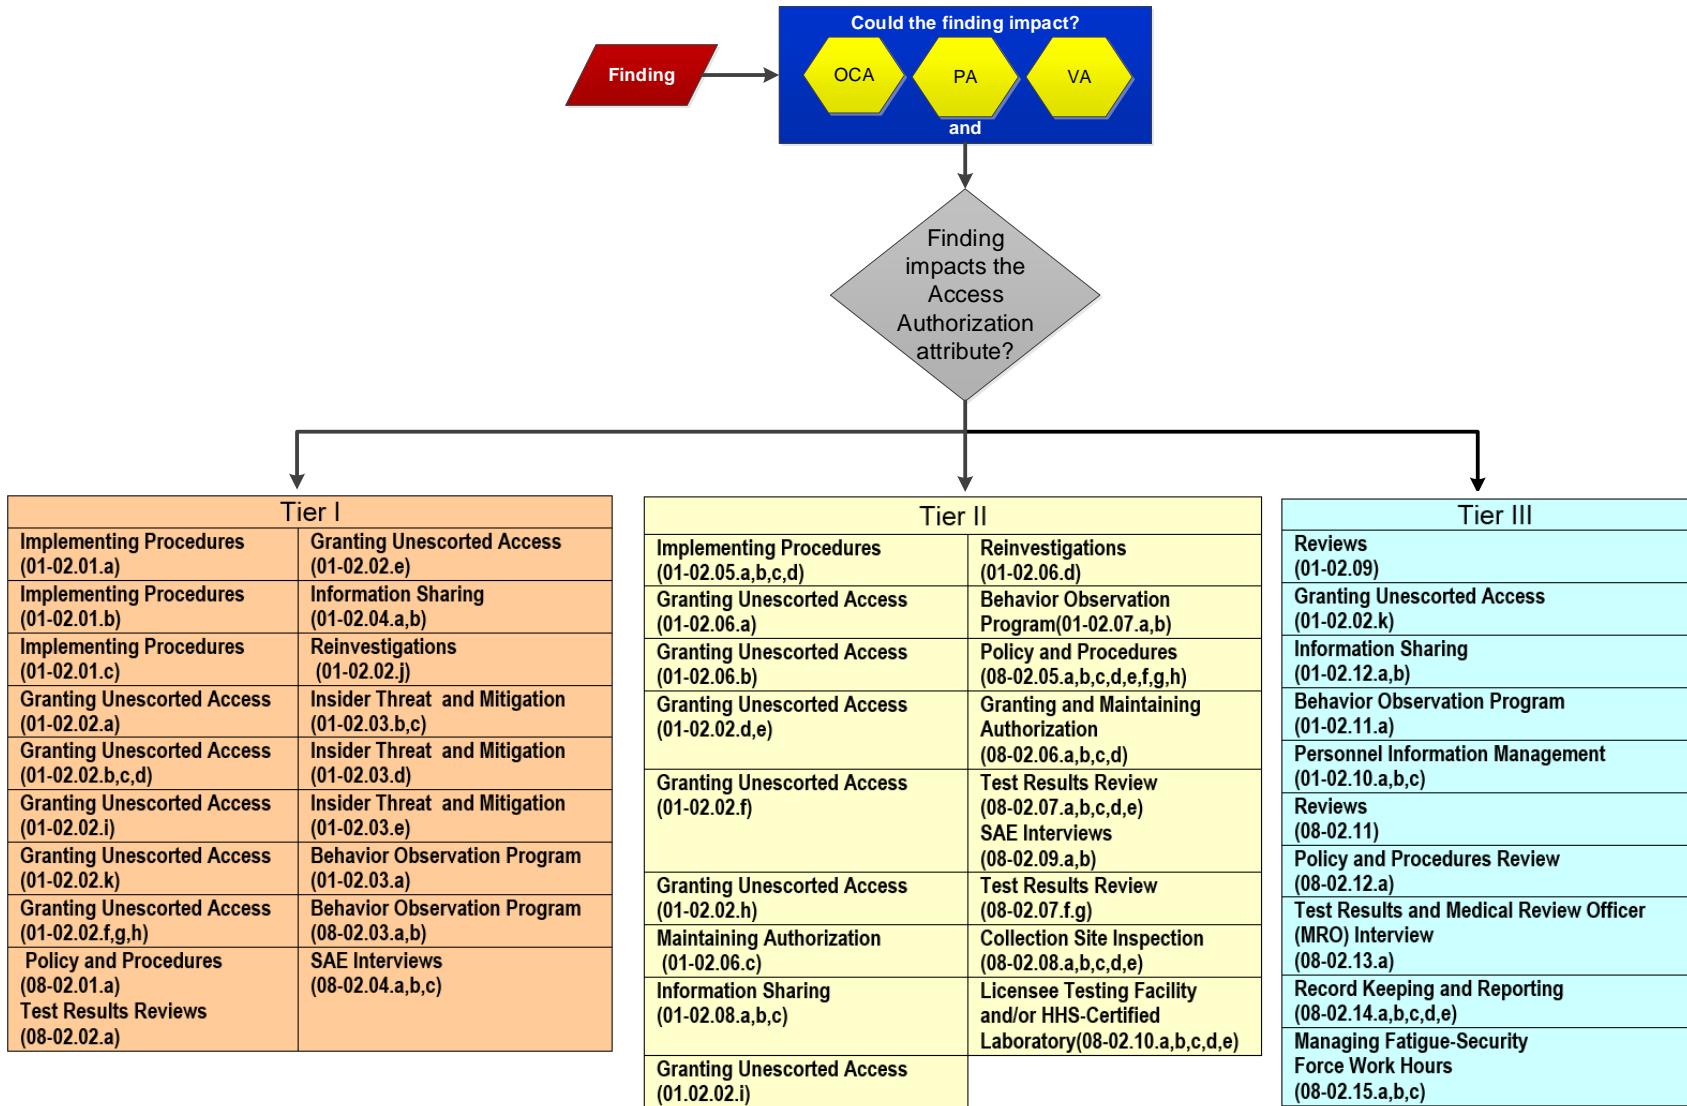 Could the finding impact?
Finding
OCA
PA
VA
and
Finding
impacts the
Access
Authorization
attribute?
Tier I
Implementing Procedures
(01-02.01.a)
Granting Unescorted Access
(01-02.02.e)
Implementing Procedures
(01-02.01.b)
Information Sharing
(01-02.04.a,b)
Implementing Procedures
(01-02.01.c)
Reinvestigations
(01-02.02.j)
Granting Unescorted Access
(01-02.02.a)
Insider Threat and Mitigation
(01-02.03.b,c)
Granting Unescorted Access
(01-02.02.b,c,d)
Insider Threat and Mitigation
(01-02.03.d)
Granting Unescorted Access
(01-02.02.i)
Insider Threat and Mitigation
(01-02.03.e)
Granting Unescorted Access
(01-02.02.k)
Behavior Observation Program
(01-02.03.a)
Granting Unescorted Access
(01-02.02.f,g,h)
Behavior Observation Program
(08-02.03.a,b)
Policy and Procedures
(08-02.01.a)
Test Results Reviews
(08-02.02.a)
SAE Interviews
(08-02.04.a,b,c)
Tier II
Implementing Procedures
(01-02.05.a,b,c,d)
Reinvestigations
(01-02.06.d)
Granting Unescorted Access
(01-02.06.a)
Behavior Observation
Program(01-02.07.a,b)
Granting Unescorted Access
(01-02.06.b)
Policy and Procedures
(08-02.05.a,b,c,d,e,f,g,h)
Granting Unescorted Access
(01-02.02.d,e)
Granting and Maintaining
Authorization
(08-02.06.a,b,c,d)
Granting Unescorted Access
(01-02.02.f)
Test Results Review
(08-02.07.a,b,c,d,e)
SAE Interviews
(08-02.09.a,b)
Granting Unescorted Access
(01-02.02.h)
Test Results Review
(08-02.07.f.g)
Maintaining Authorization
(01-02.06.c)
Collection Site Inspection
(08-02.08.a,b,c,d,e)
Information Sharing
(01-02.08.a,b,c)
Licensee Testing Facility
and/or HHS-Certified
Laboratory(08-02.10.a,b,c,d,e)
Granting Unescorted Access
(01.02.02.i)
Tier III
Reviews
(01-02.09)
Granting Unescorted Access
(01-02.02.k)
Information Sharing
(01-02.12.a,b)
Behavior Observation Program
(01-02.11.a)
Personnel Information Management
(01-02.10.a,b,c)
Reviews
(08-02.11)
Policy and Procedures Review
(08-02.12.a)
Test Results and Medical Review Officer
(MRO) Interview
(08-02.13.a)
Record Keeping and Reporting
(08-02.14.a,b,c,d,e)
Managing Fatigue-Security
Force Work Hours
(08-02.15.a,b,c)